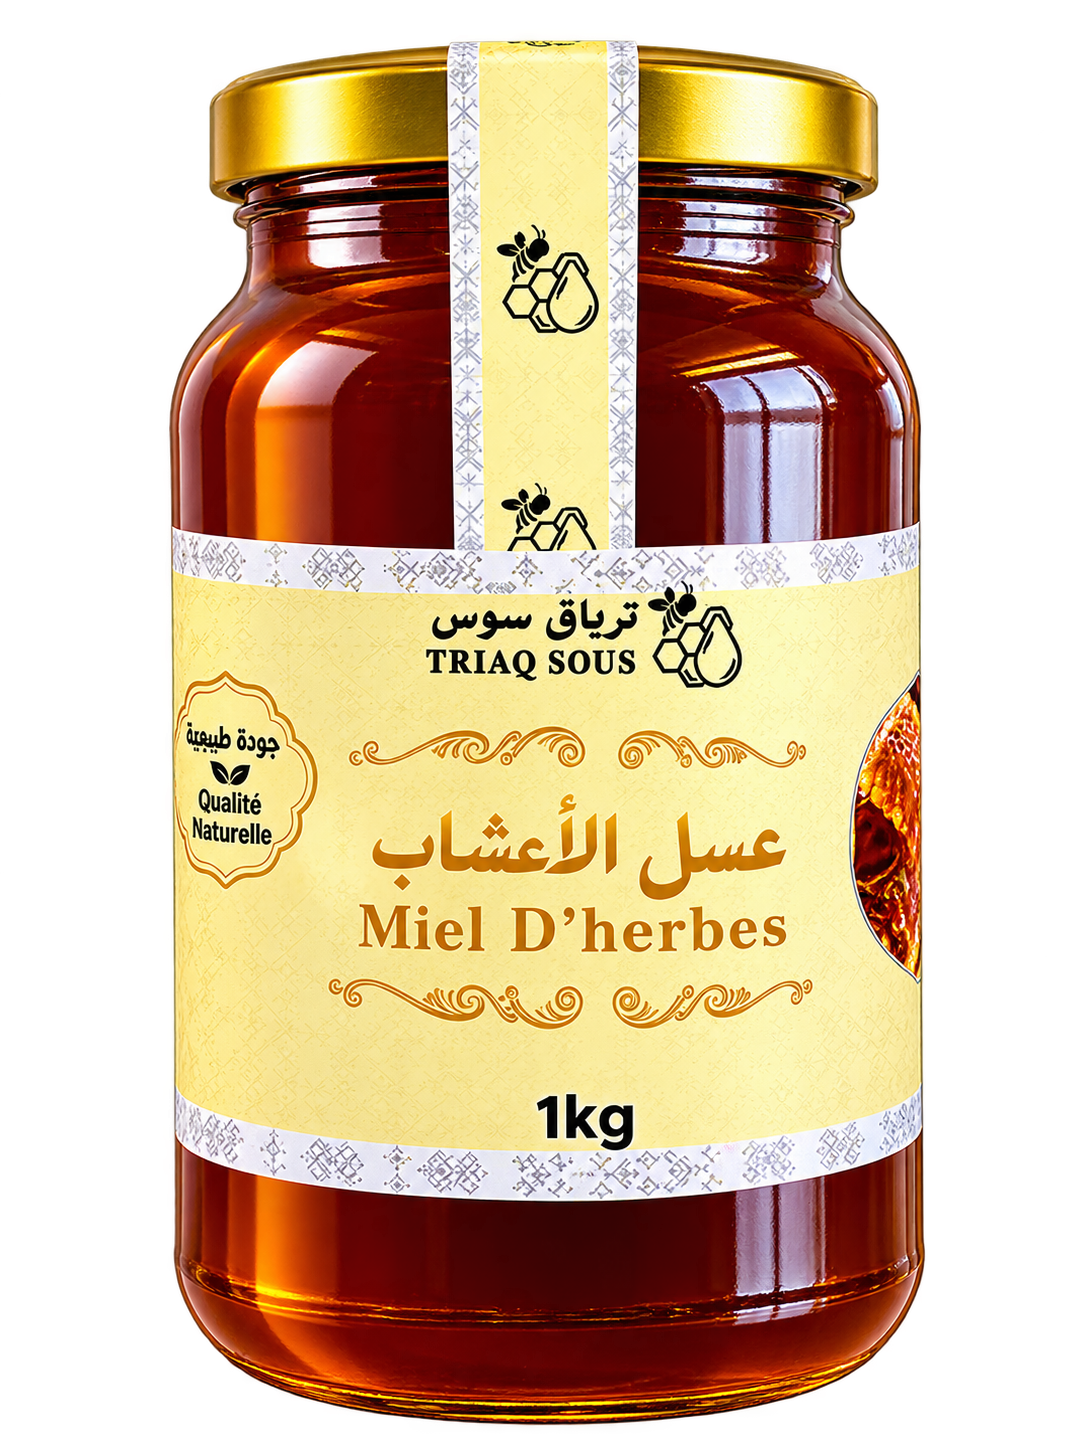 ترياق سوس
TRIAQ SOUS
جودة طبيعية
Qualité
Naturelle
عسل الأعشاب
Miel D’herbes
1kg